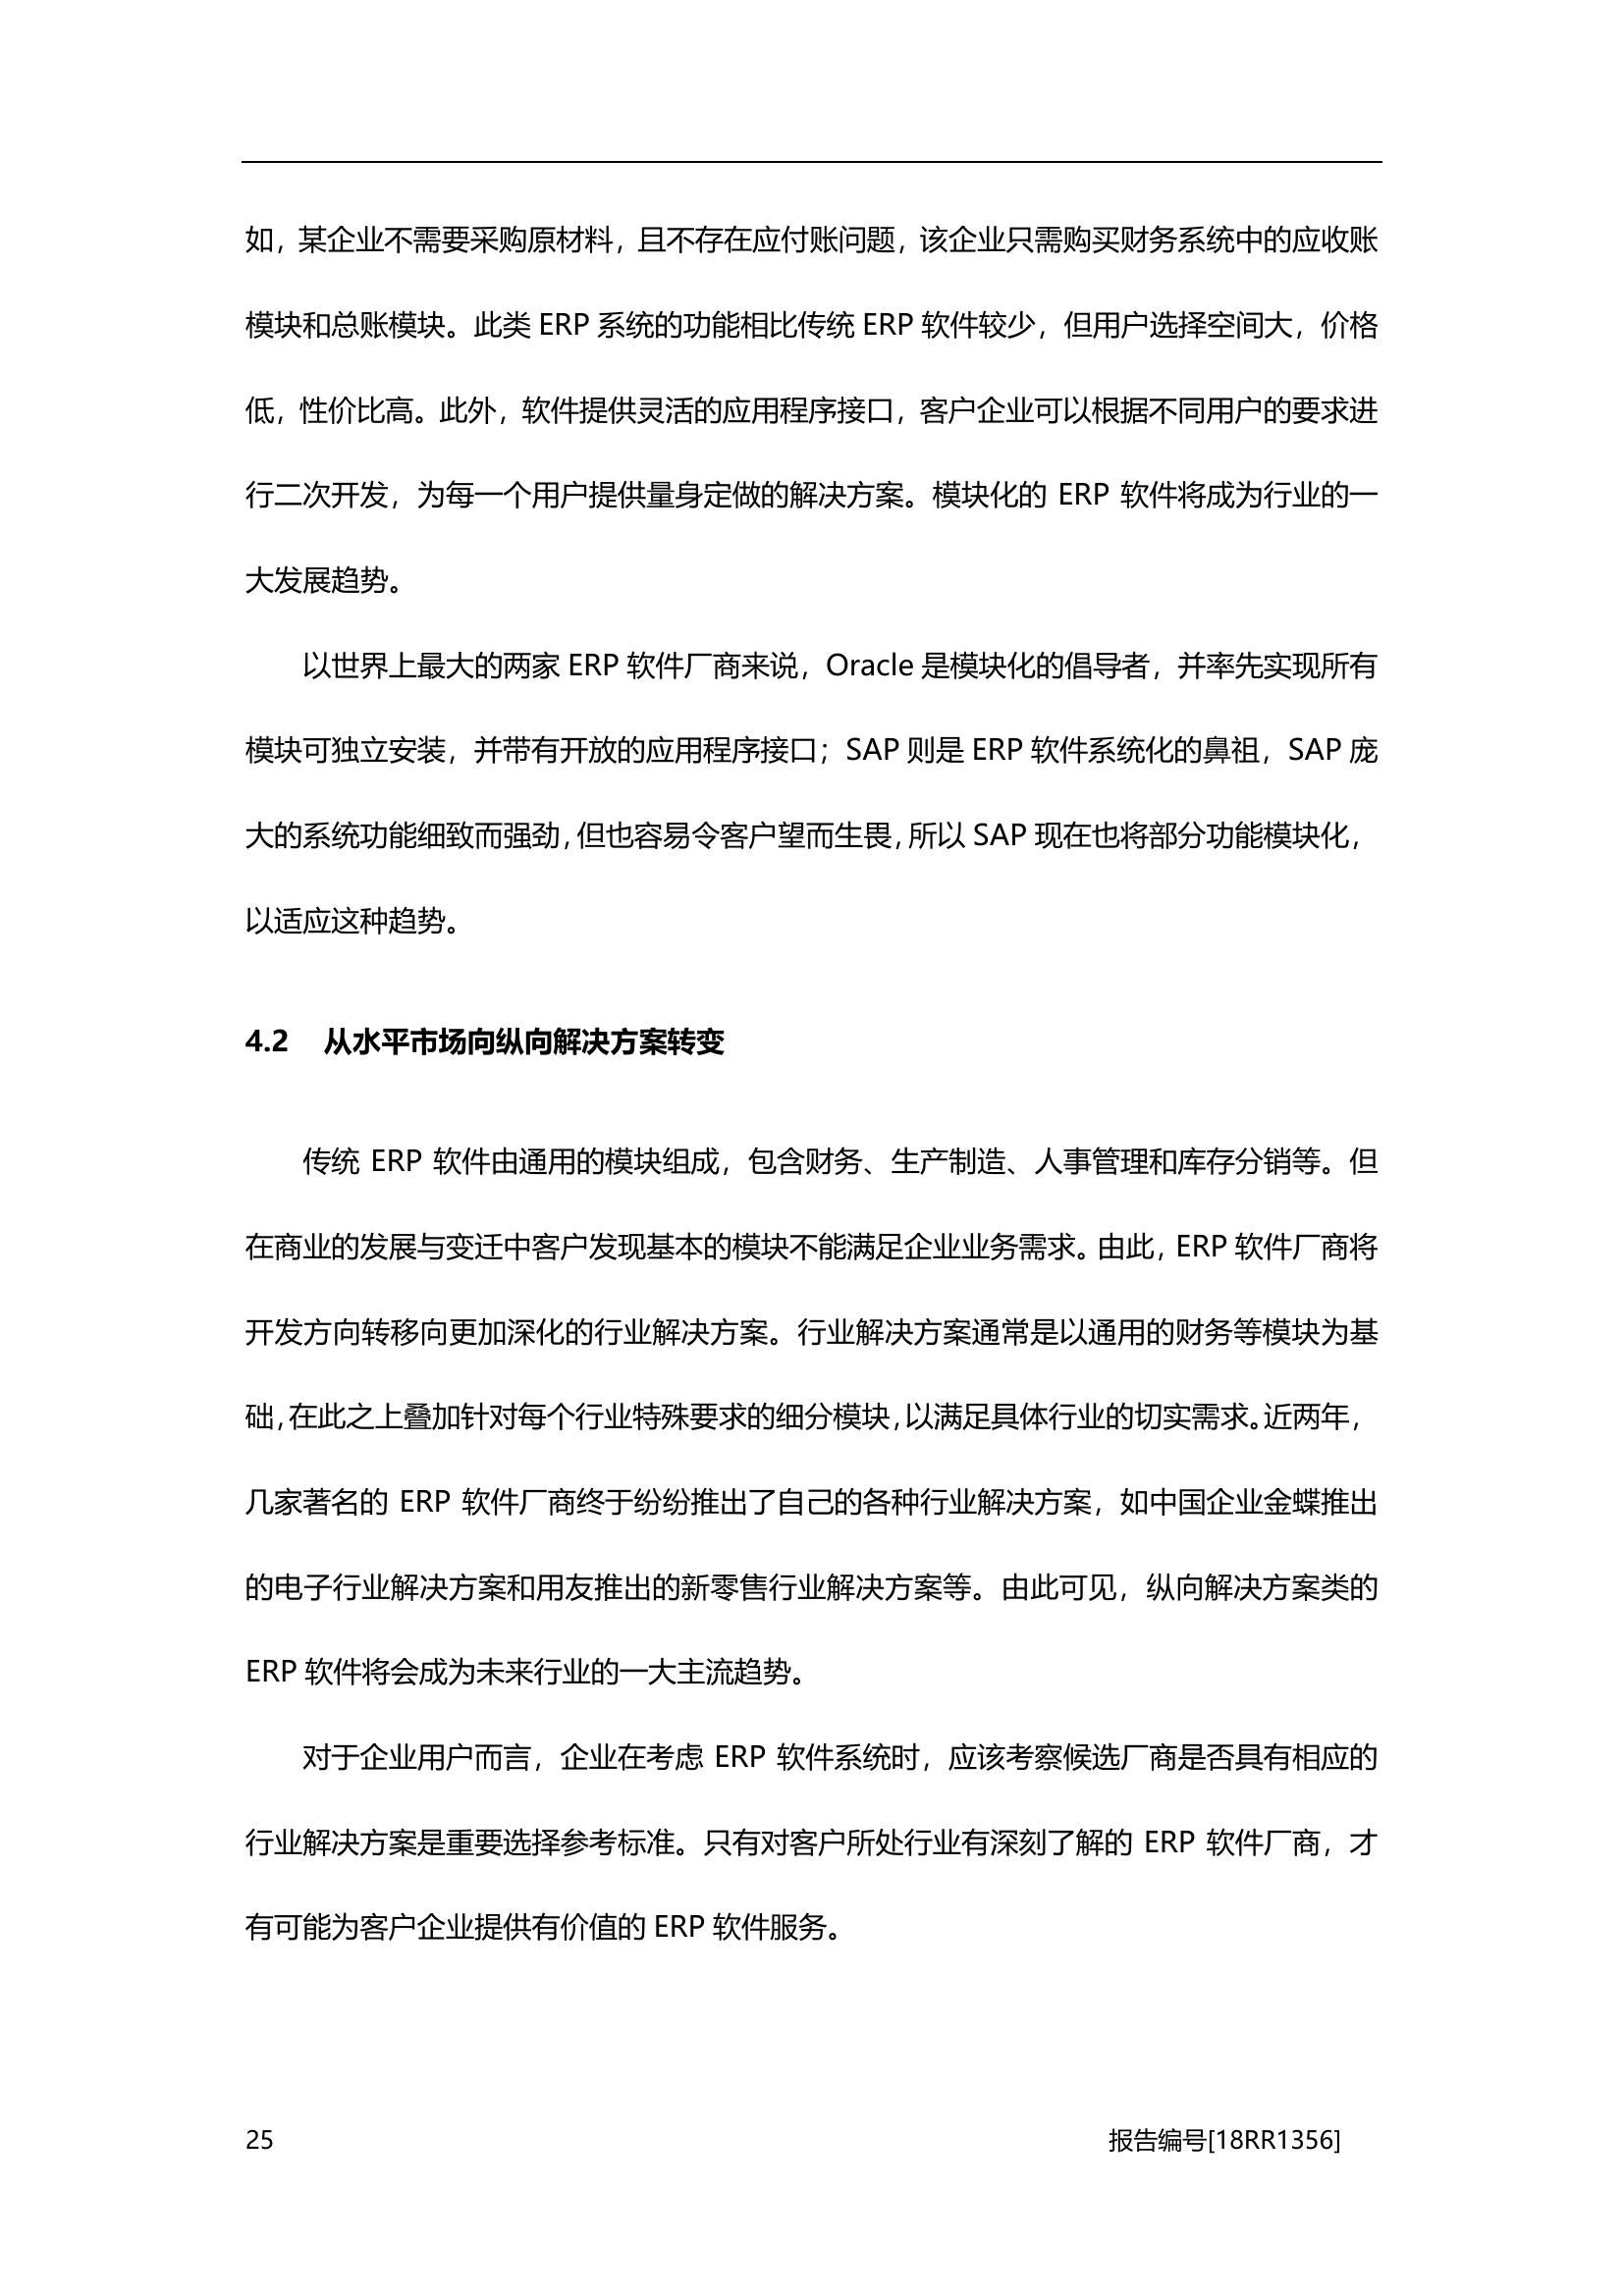 如，某企业不需要采购原材料，且不存在应付账问题，该企业只需购买财务系统中的应收账
模块和总账模块。此类 ERP 系统的功能相比传统 ERP 软件较少，但用户选择空间大，价格
低，性价比高。此外，软件提供灵活的应用程序接口，客户企业可以根据不同用户的要求进
行二次开发，为每一个用户提供量身定做的解决方案。模块化的 ERP 软件将成为行业的一
大发展趋势。
以世界上最大的两家 ERP 软件厂商来说，Oracle 是模块化的倡导者，并率先实现所有
模块可独立安装，并带有开放的应用程序接口；SAP 则是 ERP 软件系统化的鼻祖，SAP 庞
大的系统功能细致而强劲，但也容易令客户望而生畏，所以 SAP 现在也将部分功能模块化，
以适应这种趋势。
4.2 从水平市场向纵向解决方案转变
传统 ERP 软件由通用的模块组成，包含财务、生产制造、人事管理和库存分销等。但
在商业的发展与变迁中客户发现基本的模块不能满足企业业务需求。由此，ERP 软件厂商将
开发方向转移向更加深化的行业解决方案。行业解决方案通常是以通用的财务等模块为基
础，在此之上叠加针对每个行业特殊要求的细分模块，以满足具体行业的切实需求。近两年，
几家著名的 ERP 软件厂商终于纷纷推出了自己的各种行业解决方案，如中国企业金蝶推出
的电子行业解决方案和用友推出的新零售行业解决方案等。由此可见，纵向解决方案类的
ERP 软件将会成为未来行业的一大主流趋势。
对于企业用户而言，企业在考虑 ERP 软件系统时，应该考察候选厂商是否具有相应的
行业解决方案是重要选择参考标准。只有对客户所处行业有深刻了解的 ERP 软件厂商，才
有可能为客户企业提供有价值的 ERP 软件服务。
25 报告编号[18RR1356]